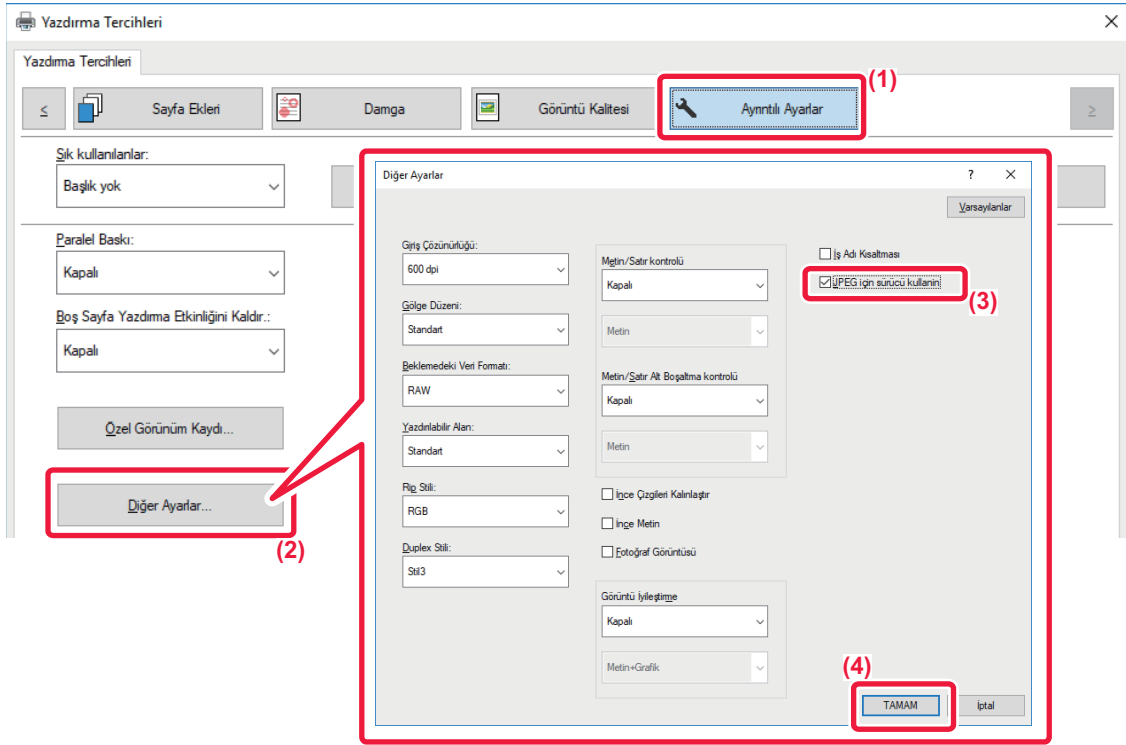 Yazdırma Tercihleri
Yazdırma Tercihleri
(1)
≤
Sayfa Ekleri
Damga
Görüntü Kalitesi
Ayrıntılı Ayarlar
≥
Sık kullanılanlar:
Başlık yok
Paralel Baskı:
Kapalı
Boş Sayfa Yazdırma Etkinliğini Kaldır.:
Kapalı
Özel Görünüm Kaydı...
Diğer Ayarlar...
(2)
Diğer Ayarlar
?
Varsayılanlar
Giriş Çözünürlüğü:
600 dpi
Gölge Düzeni:
Standart
Beklemedeki Veri Formatı:
RAW
Yazdırılabilir Alan:
Standart
Rip Stili:
RGB
Duplex Stili:
Stil3
Metin/Satır kontrolü
Kapalı
Metin
Metin/Satır Alt Boşaltma kontrolü
Kapalı
Metin
İnce Çizgileri Kalınlaştır
İnce Metin
Fotoğraf Görüntüsü
Görüntü İyileştirme
Kapalı
Metin+Grafik
İş Adı Kısaltması
JPEG için sürücü kullanin
(3)
(4)
TAMAM
İptal